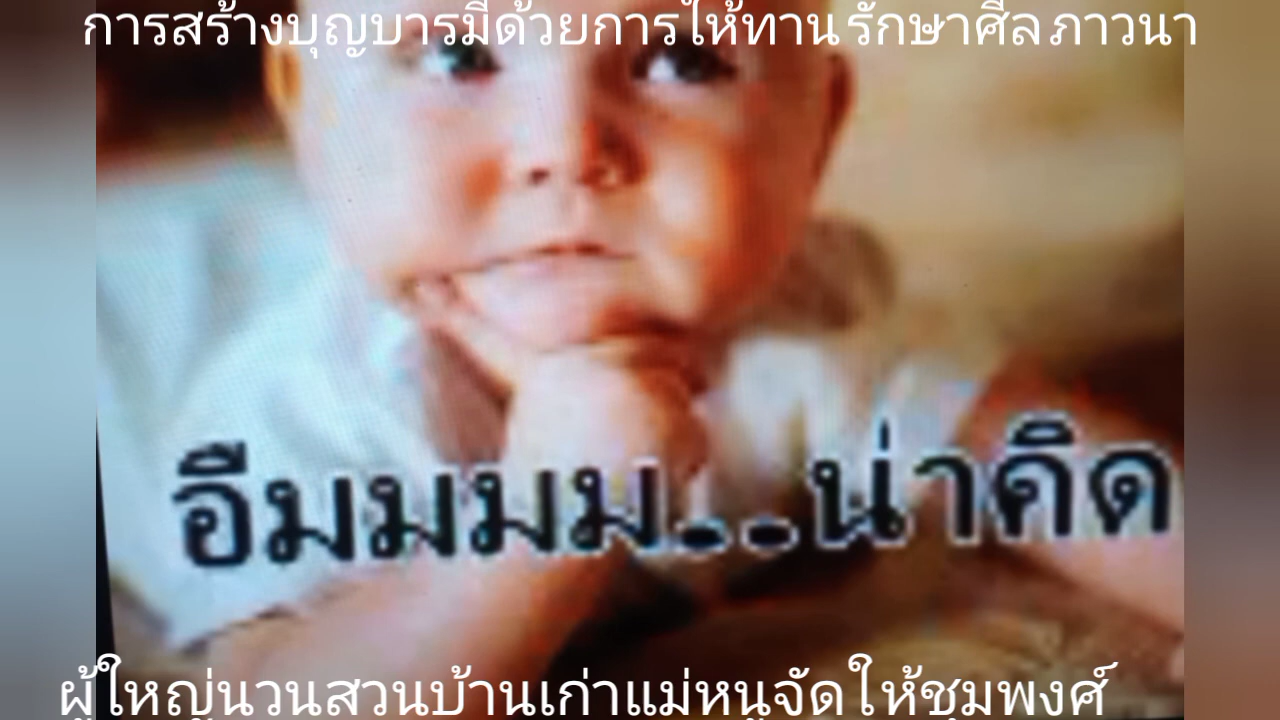 การสร้างบุญบารมีด้วยการให้ทาน รักษาศีล ภาวนา
อืมมมม...น่าคิด
ผู้ใหญ่นวนสวนบ้านเก่าแม่หนูจัดให้ชุมพงศ์